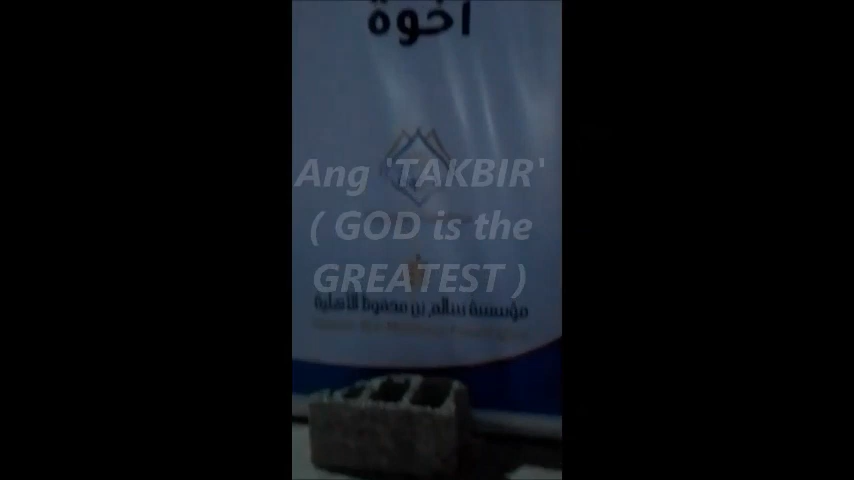 أخوة
Ang 'TAKBIR'
( GOD is the
GREATEST )
مؤسسة سالم بن محفوظ الأهلية